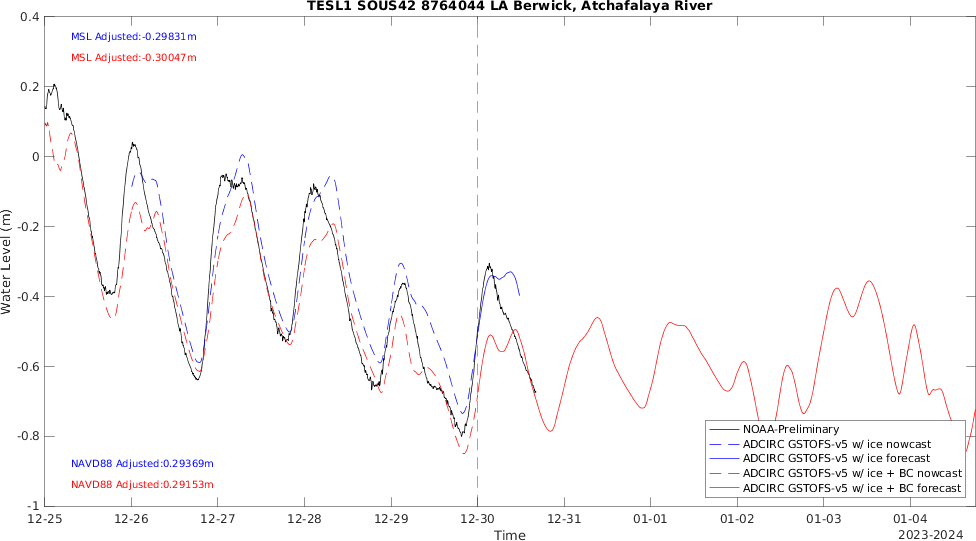 TESL1 SOUS42 8764044 LA Berwick, Atchafalaya River
MSL Adjusted:-0.29831m
MSL Adjusted:-0.30047m
0.4
0.2
0
-0.2
-0.4
-0.6
-0.8
-1
Water Level (m)
NAVD88 Adjusted:0.29369m
NAVD88 Adjusted:0.29153m
NOAA-Preliminary
ADCIRC GSTOFS-v5 w/ ice nowcast
ADCIRC GSTOFS-v5 w/ ice forecast
ADCIRC GSTOFS-v5 w/ ice + BC nowcast
ADCIRC GSTOFS-v5 w/ ice + BC forecast
12-25 12-26 12-27 12-28 12-29 12-30 12-31 01-01 01-02 01-03 01-04
Time
2023-2024